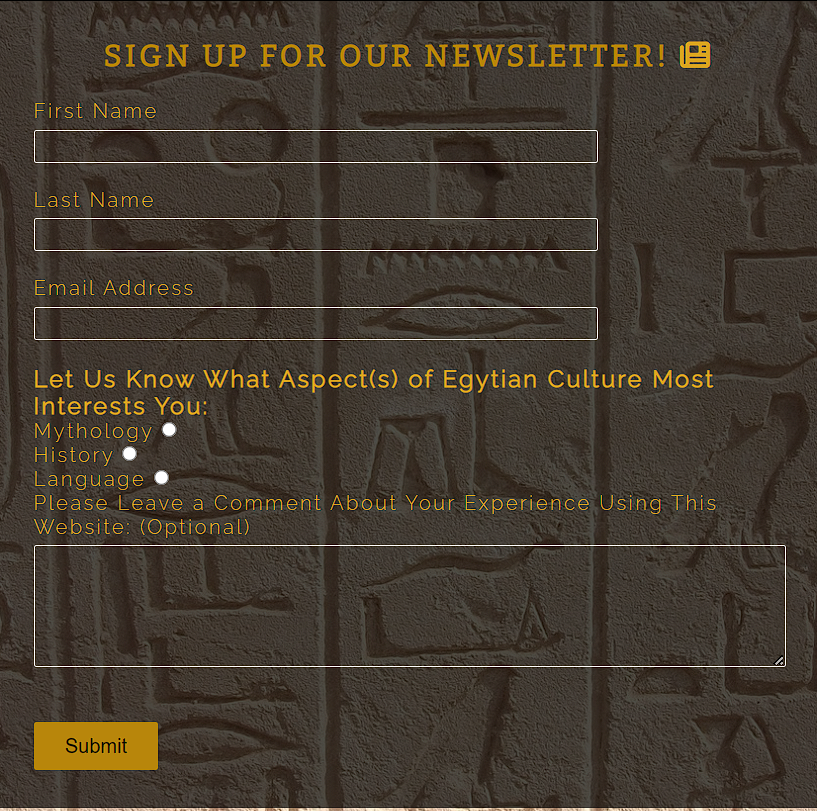 SIGN UP FOR OUR NEWSLETTER!
First Name
Last Name
Email Address
Let Us Know What Aspect(s) of Egytian Culture Most
Interests You:
Mythology
History
Language
Please Leave a Comment About Your Experience Using This
Website: (Optional)
Submit